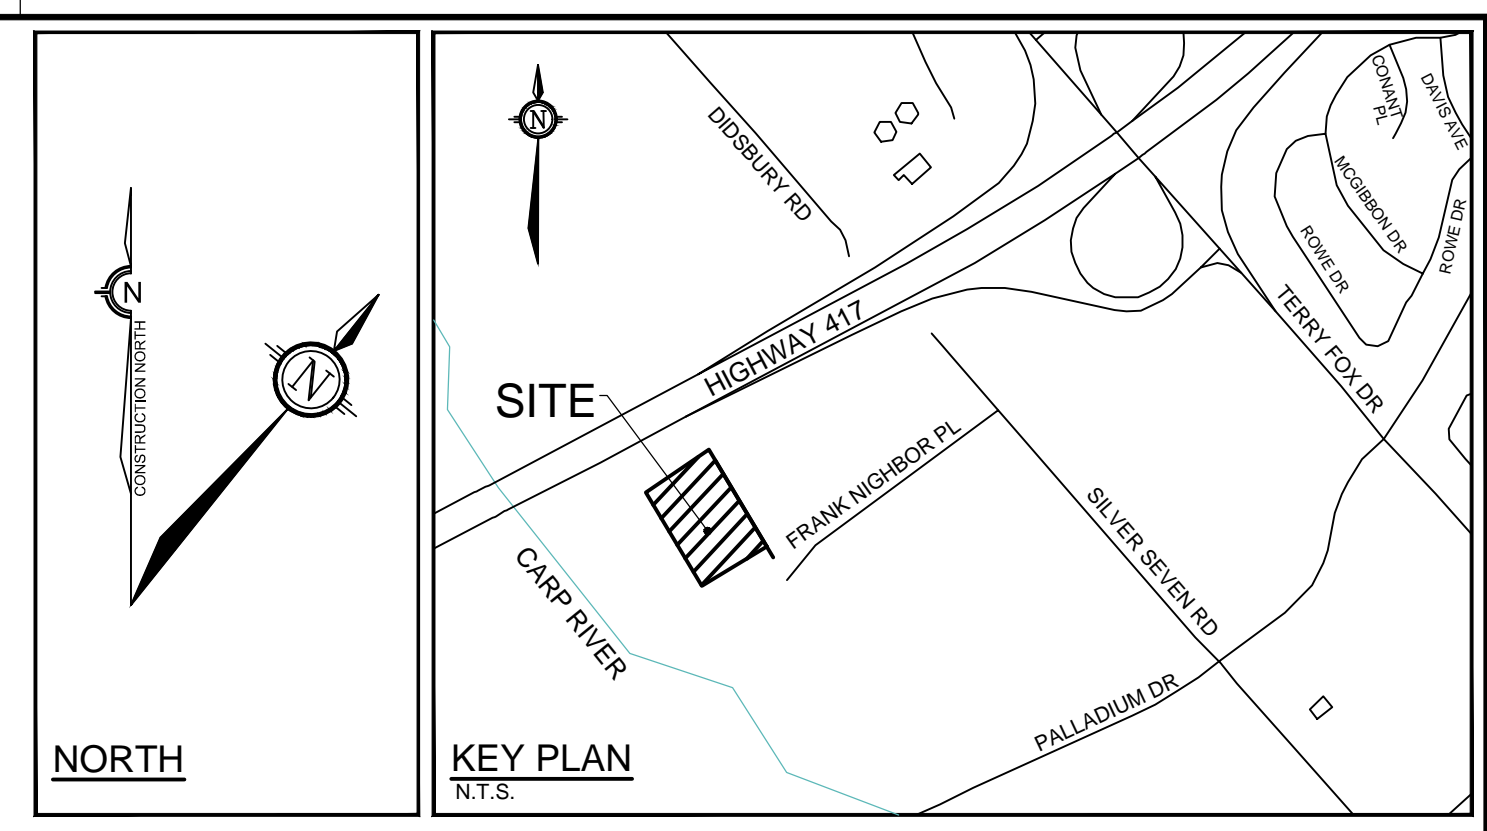 N
CONSTRUCTION NORTH
N
NORTH
N
DIDSBURY RD
CONANT
PL
DAVIS AVE
MCGIBBON DR
ROWE DR
ROWE DR
TERRY FOX DR
HIGHWAY 417
SITE
FRANK NIGHBOR PL
SILVER SEVEN RD
CARP RIVER
PALLADIUM DR
KEY PLAN
N.T.S.